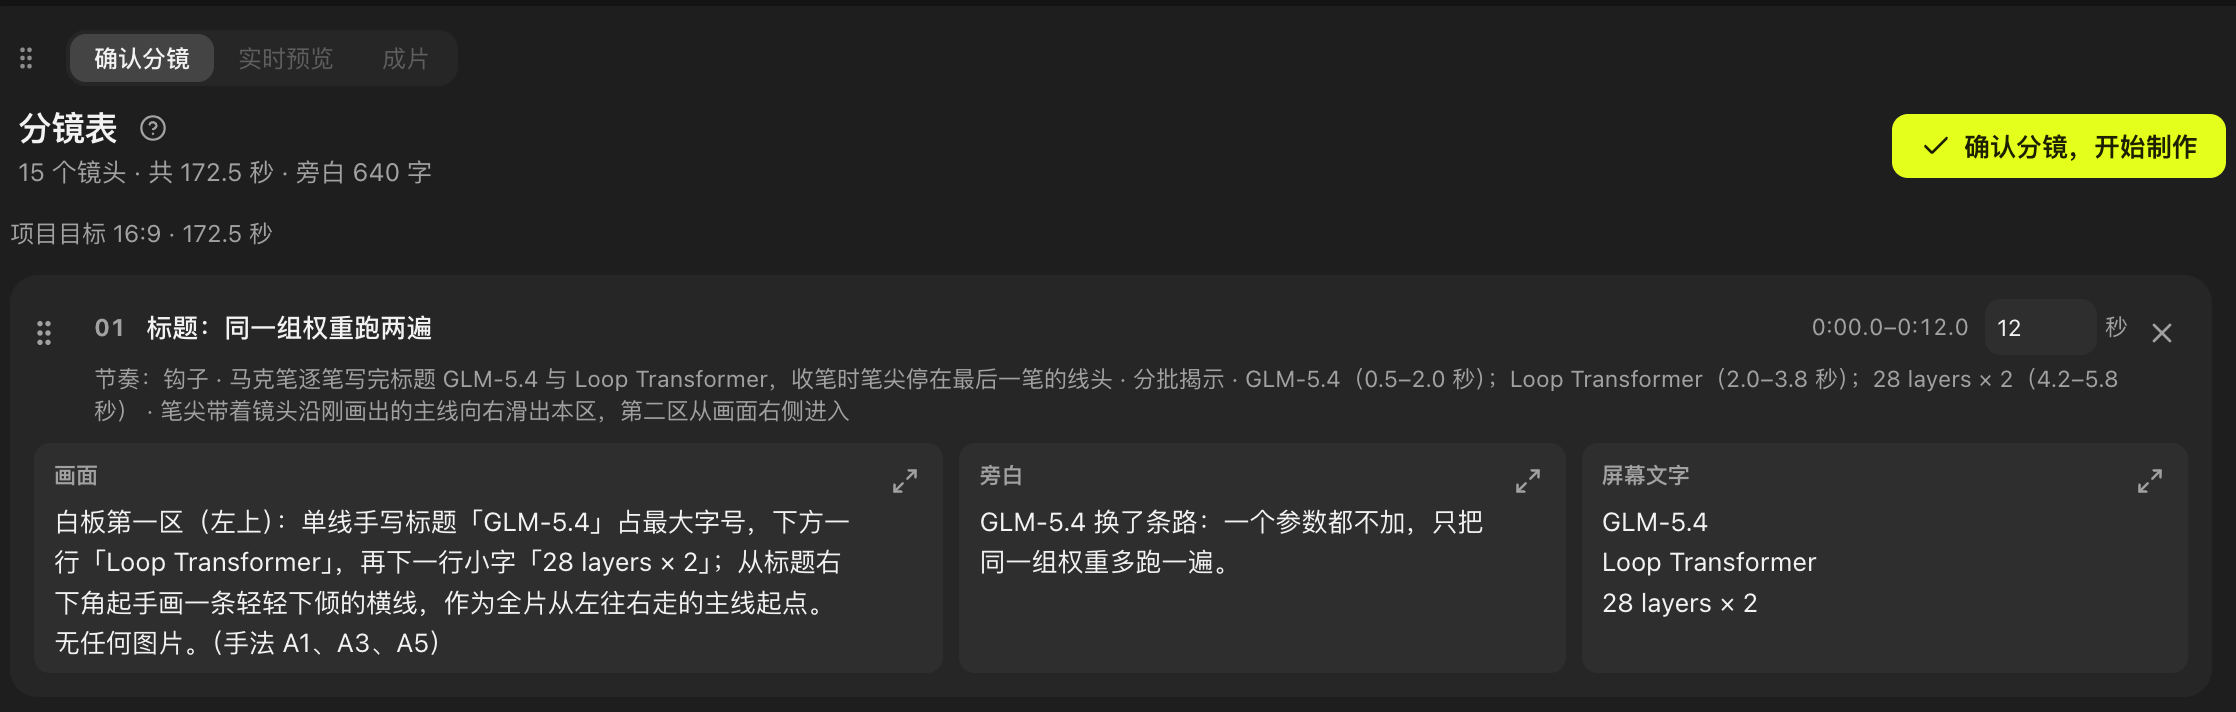 确认分镜 实时预览 成片
分镜表
确认分镜，开始制作
15 个镜头 · 共 172.5 秒 · 旁白 640 字
项目目标 16:9 · 172.5 秒
01 标题：同一组权重跑两遍 0:00.0–0:12.0 12 秒
节奏：钩子 · 马克笔逐笔写完标题 GLM-5.4 与 Loop Transformer，收笔时笔尖停在最后一笔的线头 · 分批揭示 · GLM-5.4（0.5–2.0 秒）；Loop Transformer（2.0–3.8 秒）；28 layers × 2（4.2–5.8
秒） · 笔尖带着镜头沿刚画出的主线向右滑出本区，第二区从画面右侧进入
画面
白板第一区（左上）：单线手写标题「GLM-5.4」占最大字号，下方一
行「Loop Transformer」，再下一行小字「28 layers × 2」；从标题右
下角起手画一条轻轻下倾的横线，作为全片从左往右走的主线起点。
无任何图片。（手法 A1、A3、A5）
旁白
GLM-5.4 换了条路：一个参数都不加，只把
同一组权重多跑一遍。
屏幕文字
GLM-5.4
Loop Transformer
28 layers × 2